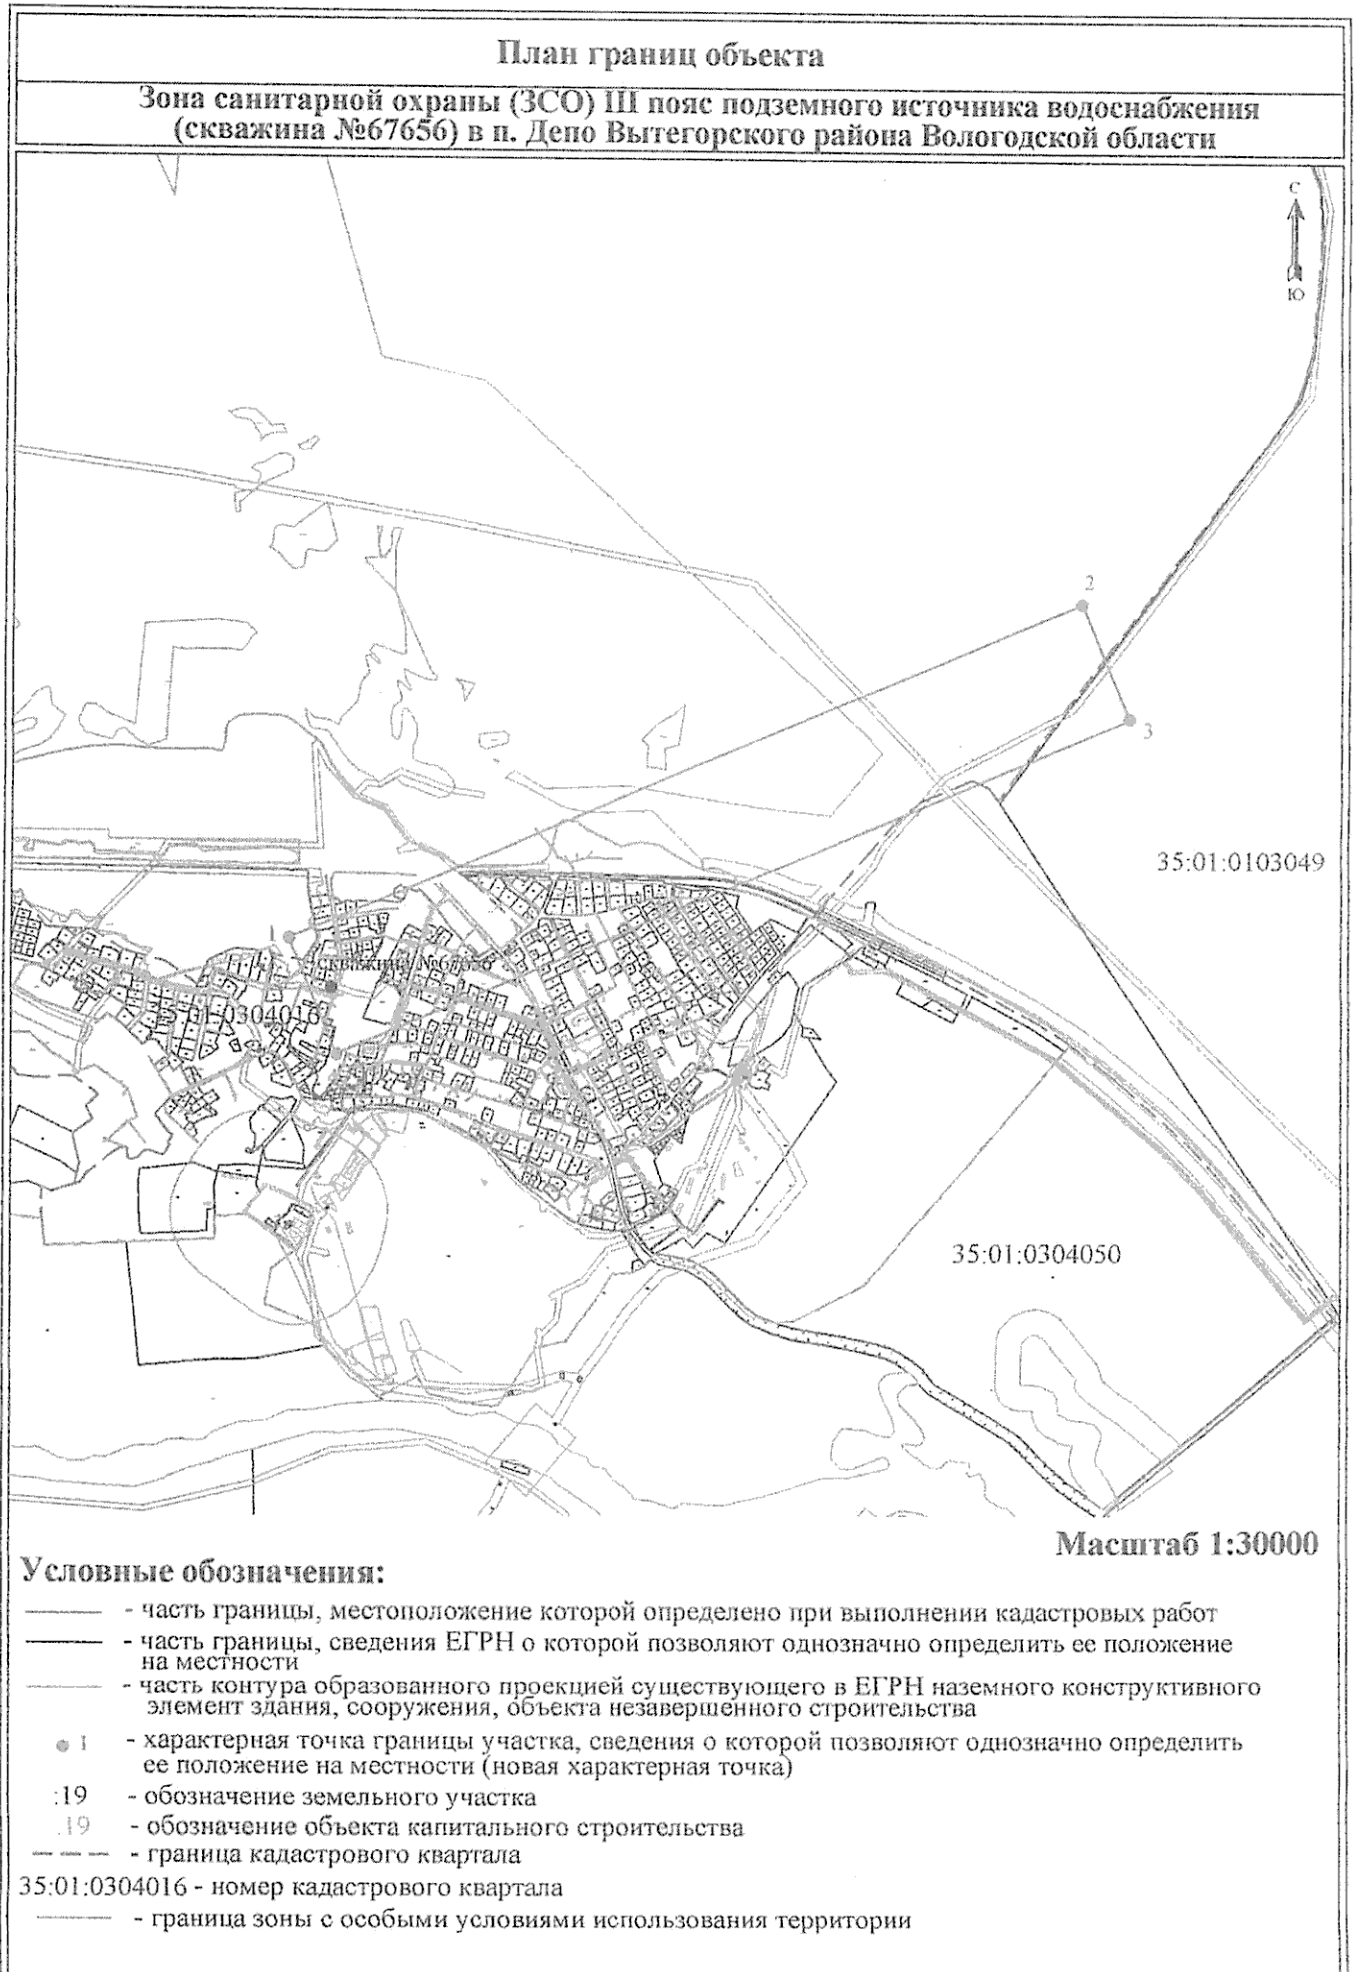 План границ объекта
Зона санитарной охраны (ЗСО) III пояс подземного источника водоснабжения
(скважина №67656) в п. Депо Вытегорского района Вологодской области
С
Ю
2
3
35:01:0103049
1
скважина №67656
35:01:0304016
35:01:0304050
Масштаб 1:30000
Условные обозначения:
- часть границы, местоположение которой определено при выполнении кадастровых работ
- часть границы, сведения ЕГРН о которой позволяют однозначно определить ее положение
на местности
- часть контура образованного проекцией существующего в ЕГРН наземного конструктивного
элемент здания, сооружения, объекта незавершенного строительства
1 - характерная точка границы участка, сведения о которой позволяют однозначно определить
ее положение на местности (новая характерная точка)
:19 - обозначение земельного участка
:19 - обозначение объекта капитального строительства
- граница кадастрового квартала
35:01:0304016 - номер кадастрового квартала
- граница зоны с особыми условиями использования территории